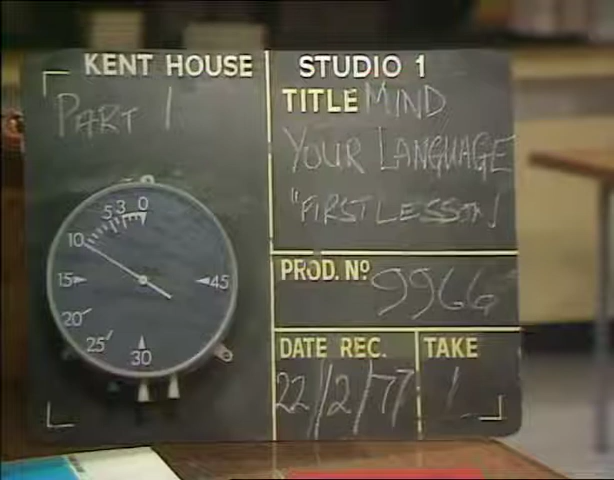 KENT HOUSE
STUDIO 1
PART 1
TITLE MIND
YOUR LANGUAGE
"FIRST LESSON
PROD. Nº 9966
DATE REC.
22/2/77
TAKE
1
0
3
5
10
15
20
25
30
45